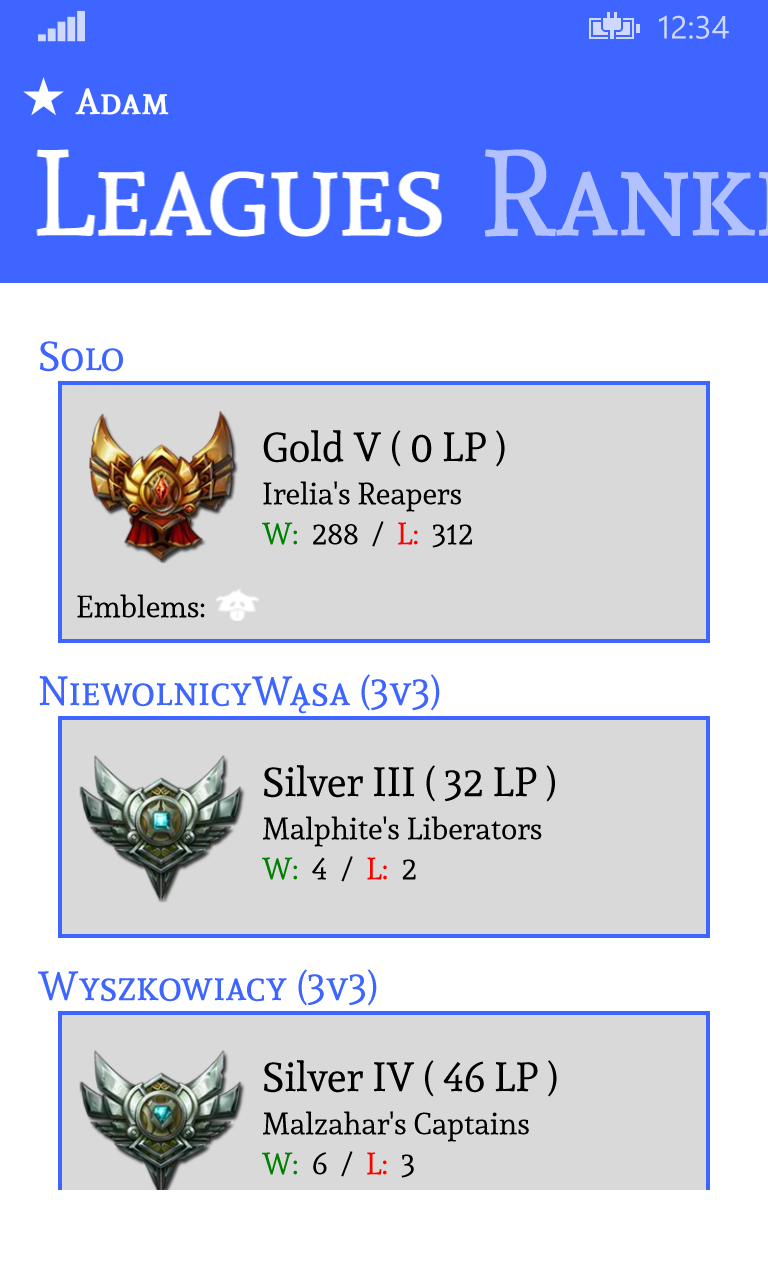 12:34
★ Adam
Leagues Ranki
Solo
Gold V ( 0 LP )
Irelia's Reapers
W: 288 / L: 312
Emblems:
NiewolnicyWąsa (3v3)
Silver III ( 32 LP )
Malphite's Liberators
W: 4 / L: 2
Wyszkowiacy (3v3)
Silver IV ( 46 LP )
Malzahar's Captains
W: 6 / L: 3